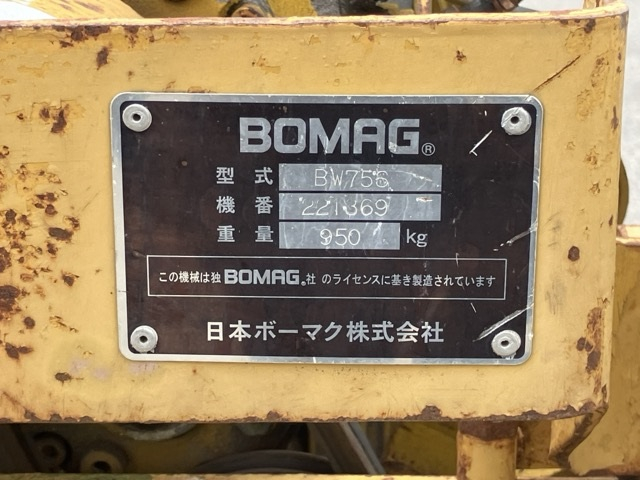 BOMAG®
型式 BW75S
機番 221369
重量 950 kg
この機械は独BOMAG®社のライセンスに基き製造されています
日本ボーマク株式会社